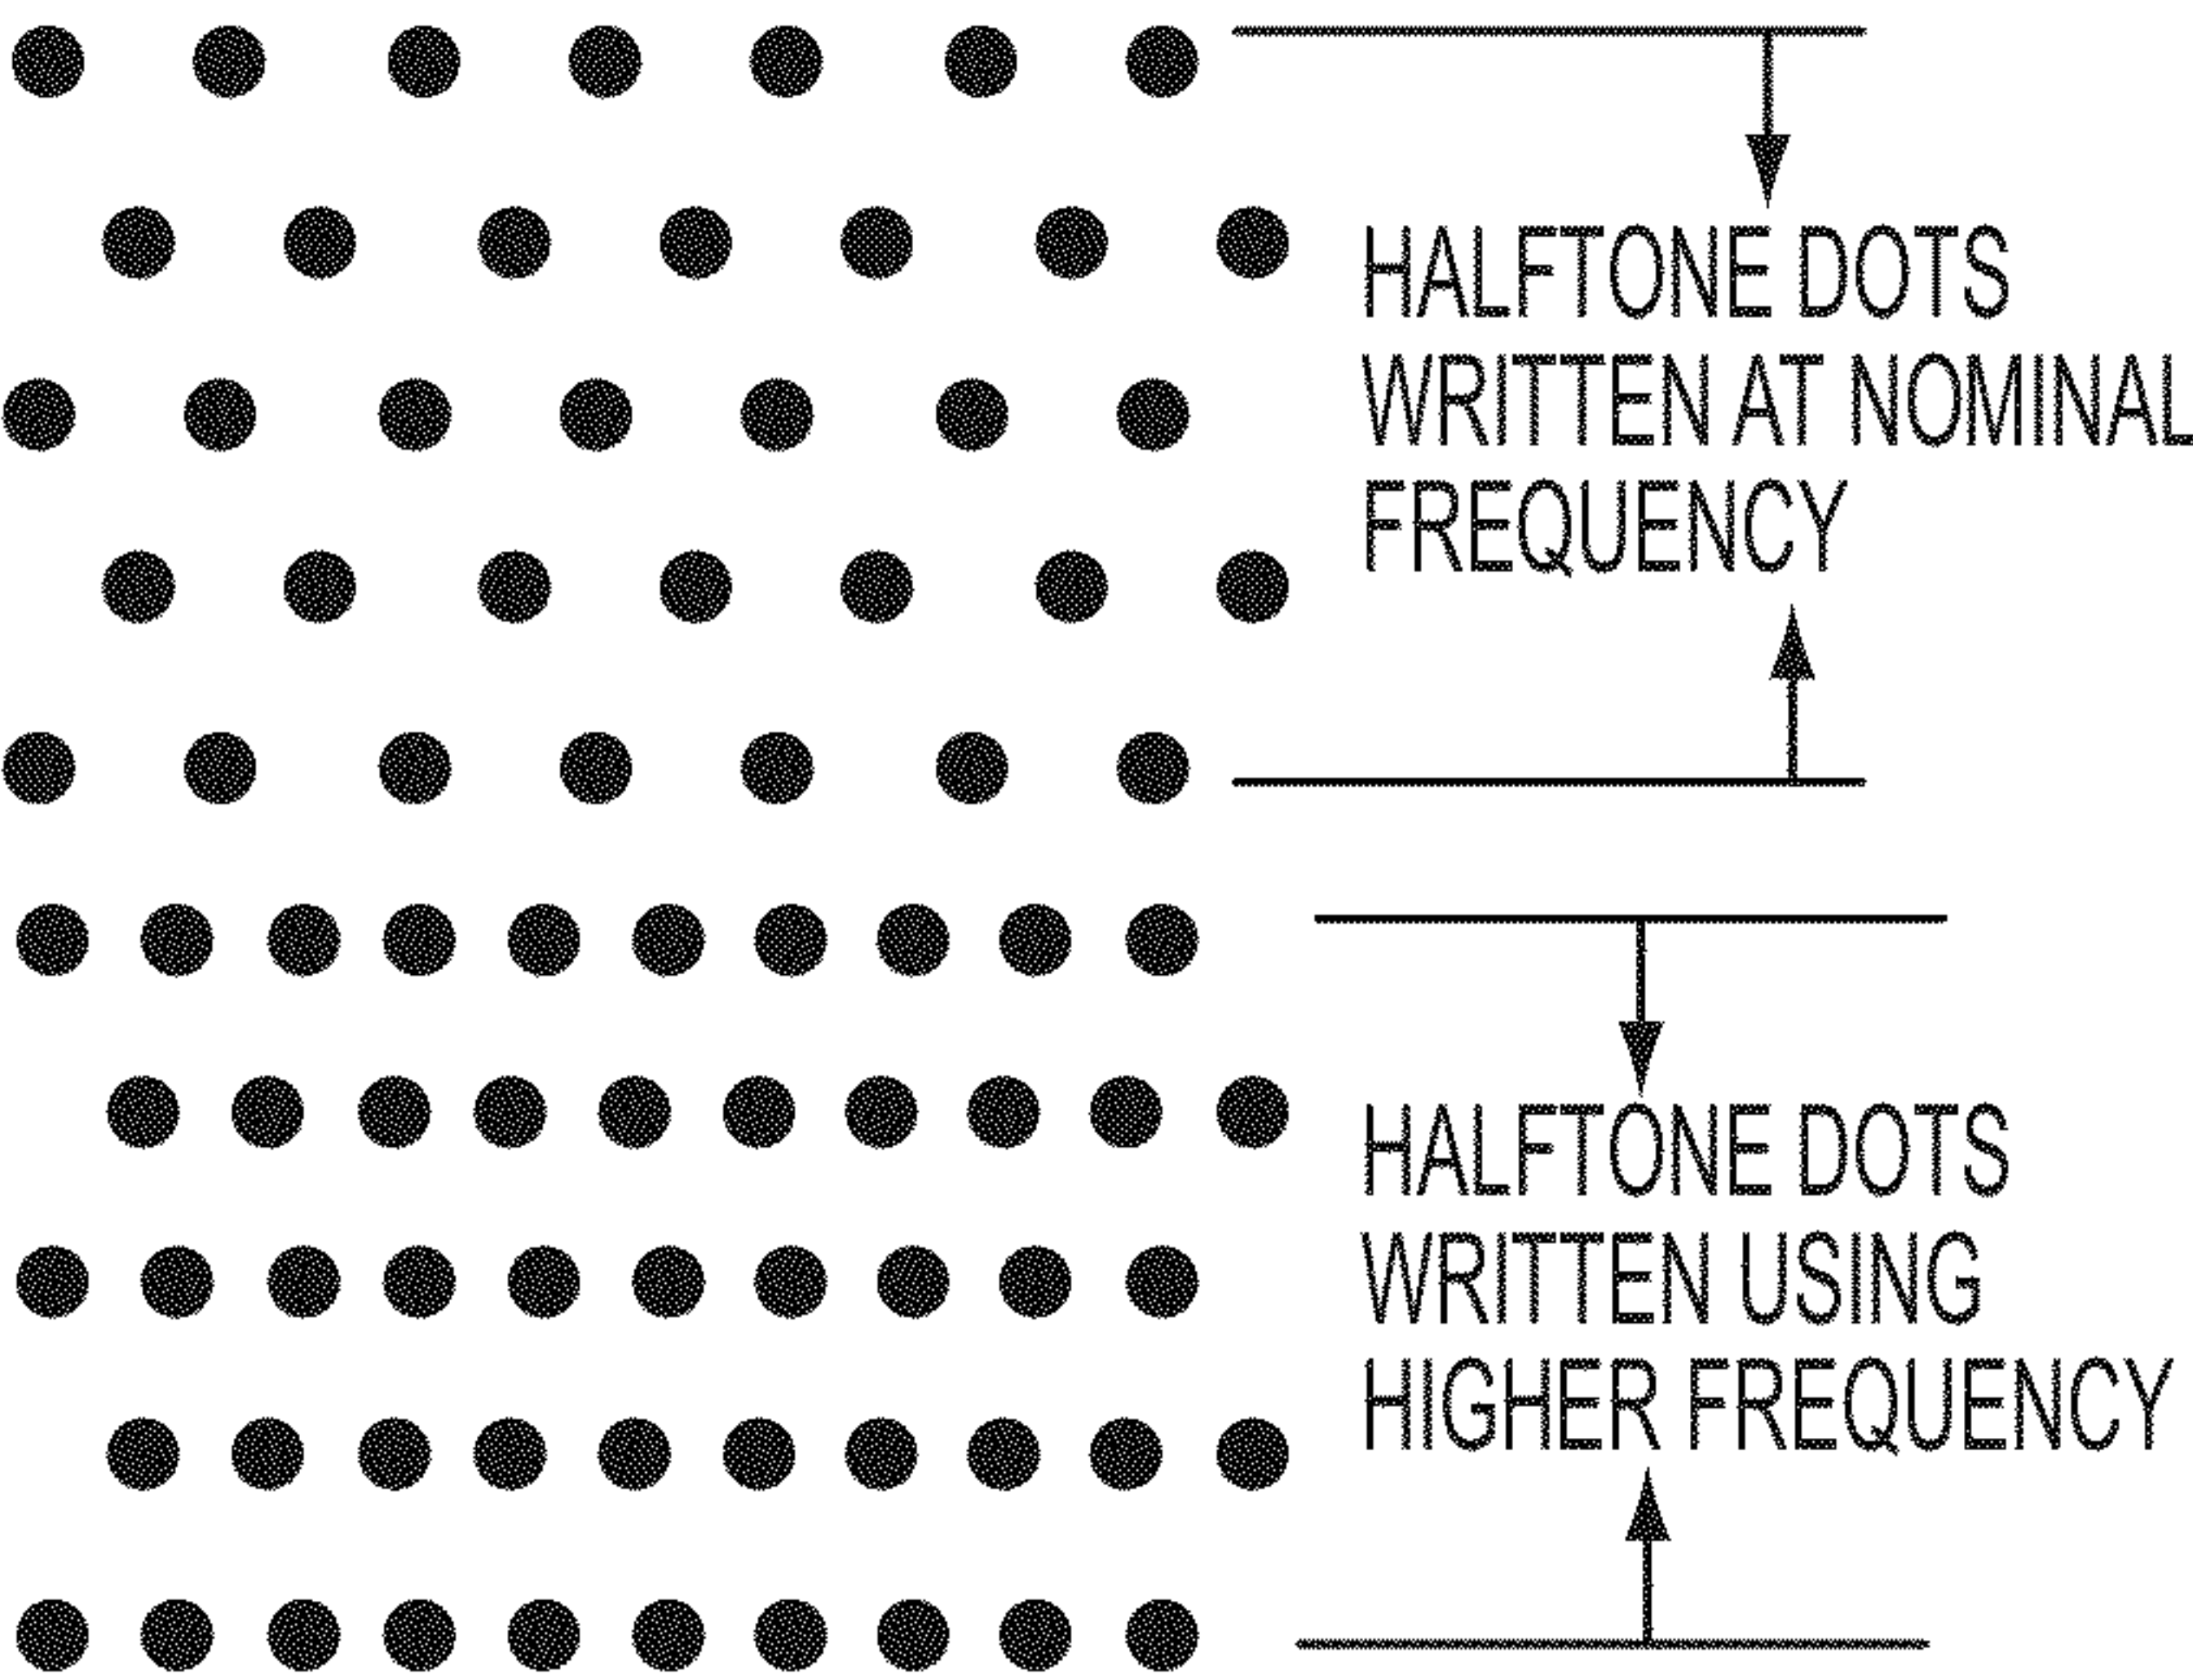 HALFTONE DOTS
WRITTEN AT NOMINAL
FREQUENCY
HALFTONE DOTS
WRITTEN USING
HIGHER FREQUENCY